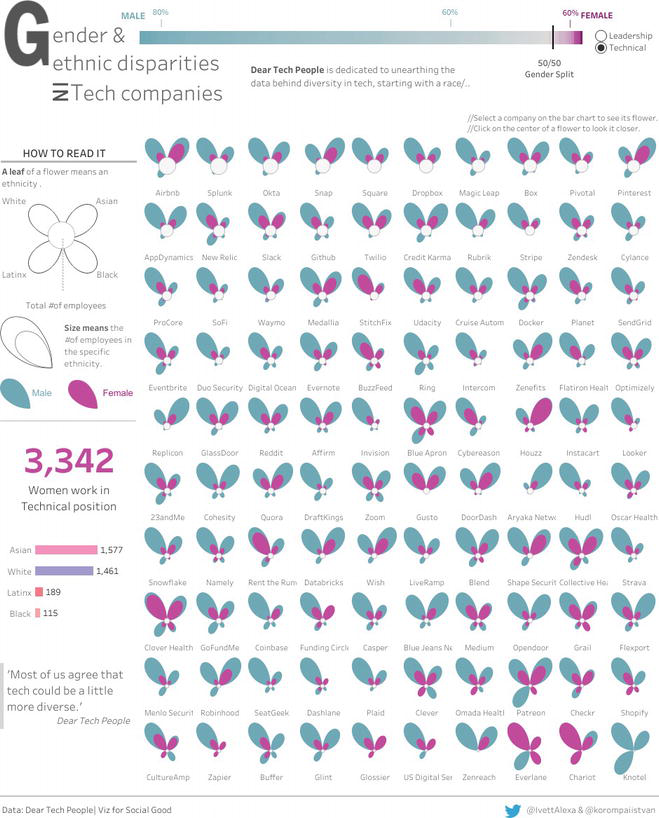 MALE 80% 60% 60% FEMALE
Gender &
ethnic disparities
IN Tech companies
Leadership
Technical
50/50
Gender Split
Dear Tech People is dedicated to unearthing the
data behind diversity in tech, starting with a race/..
//Select a company on the bar chart to see its flower.
//Click on the center of a flower to look it closer.
HOW TO READ IT
A leaf of a flower means an
ethnicity .
White Asian
Latinx Black
Total #of employees
Size means the
#of employees in
the specific
ethnicity.
Male Female
3,342
Women work in
Technical position
Asian 1,577
White 1,461
Latinx 189
Black 115
'Most of us agree that
tech could be a little
more diverse.'
Dear Tech People
Airbnb Splunk Okta Snap Square Dropbox Magic Leap Box Pivotal Pinterest
AppDynamics New Relic Slack Github Twilio Credit Karma Rubrik Stripe Zendesk Cylance
ProCore SoFi Waymo Medallia StitchFix Udacity Cruise Autom Docker Planet SendGrid
Eventbrite Duo Security Digital Ocean Evernote BuzzFeed Ring Intercom Zenefits Flatiron Healt Optimizely
Replicon GlassDoor Reddit Affirm Invision Blue Apron Cybereason Houzz Instacart Looker
23andMe Cohesity Quora DraftKings Zoom Gusto DoorDash Aryaka Netwo Hudl Oscar Health
Snowflake Namely Rent the Run Databricks Wish LiveRamp Blend Shape Securit Collective Hea Strava
Clover Health GoFundMe Coinbase Funding Circle Casper Blue Jeans Ne Medium Opendoor Grail Flexport
Menlo Securit Robinhood SeatGeek Dashlane Plaid Clever Omada Health Patreon Checkr Shopify
CultureAmp Zapier Buffer Glint Glossier US Digital Ser Zenreach Everlane Chariot Knotel
Data: Dear Tech People| Viz for Social Good
@IvettAlexa & @korompaiistvan